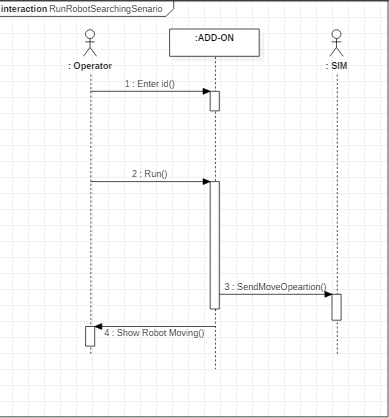 interaction RunRobotSearchingSenario
: Operator
:ADD-ON
: SIM
1 : Enter id()
2 : Run()
3 : SendMoveOpeartion()
4 : Show Robot Moving()